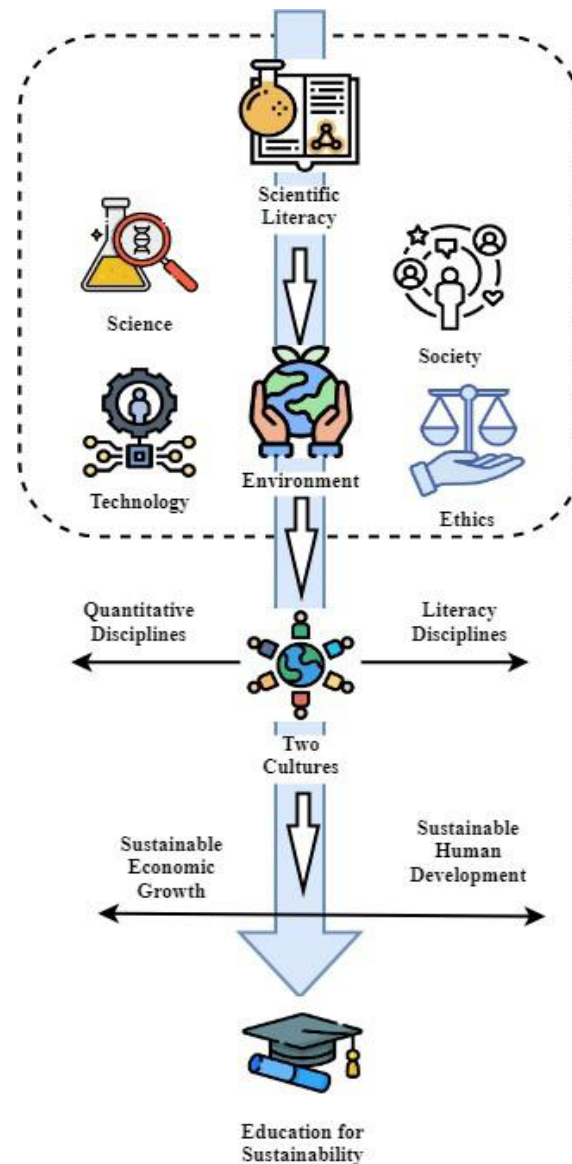 Scientific
Literacy
Science
Society
Technology
Environment
Ethics
Quantitative
Disciplines
Literacy
Disciplines
Two
Cultures
Sustainable
Economic
Growth
Sustainable
Human
Development
Education for
Sustainability